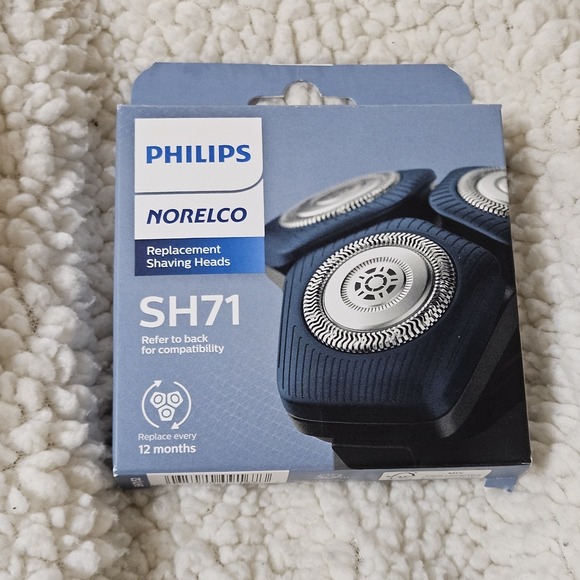 PHILIPS
NORELCO
Replacement
Shaving Heads
SH71
Refer to back
for compatibility
Replace every
12 months